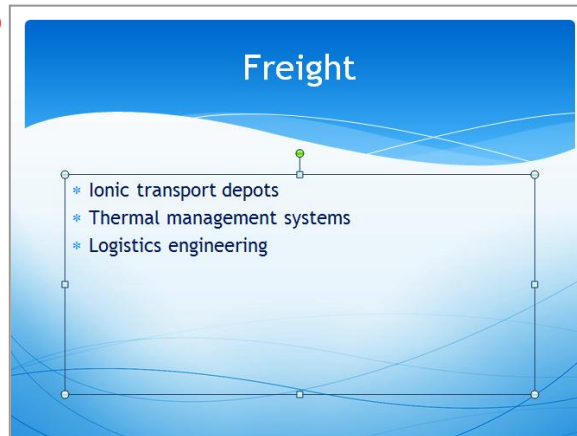 Freight
* Ionic transport depots
* Thermal management systems
* Logistics engineering